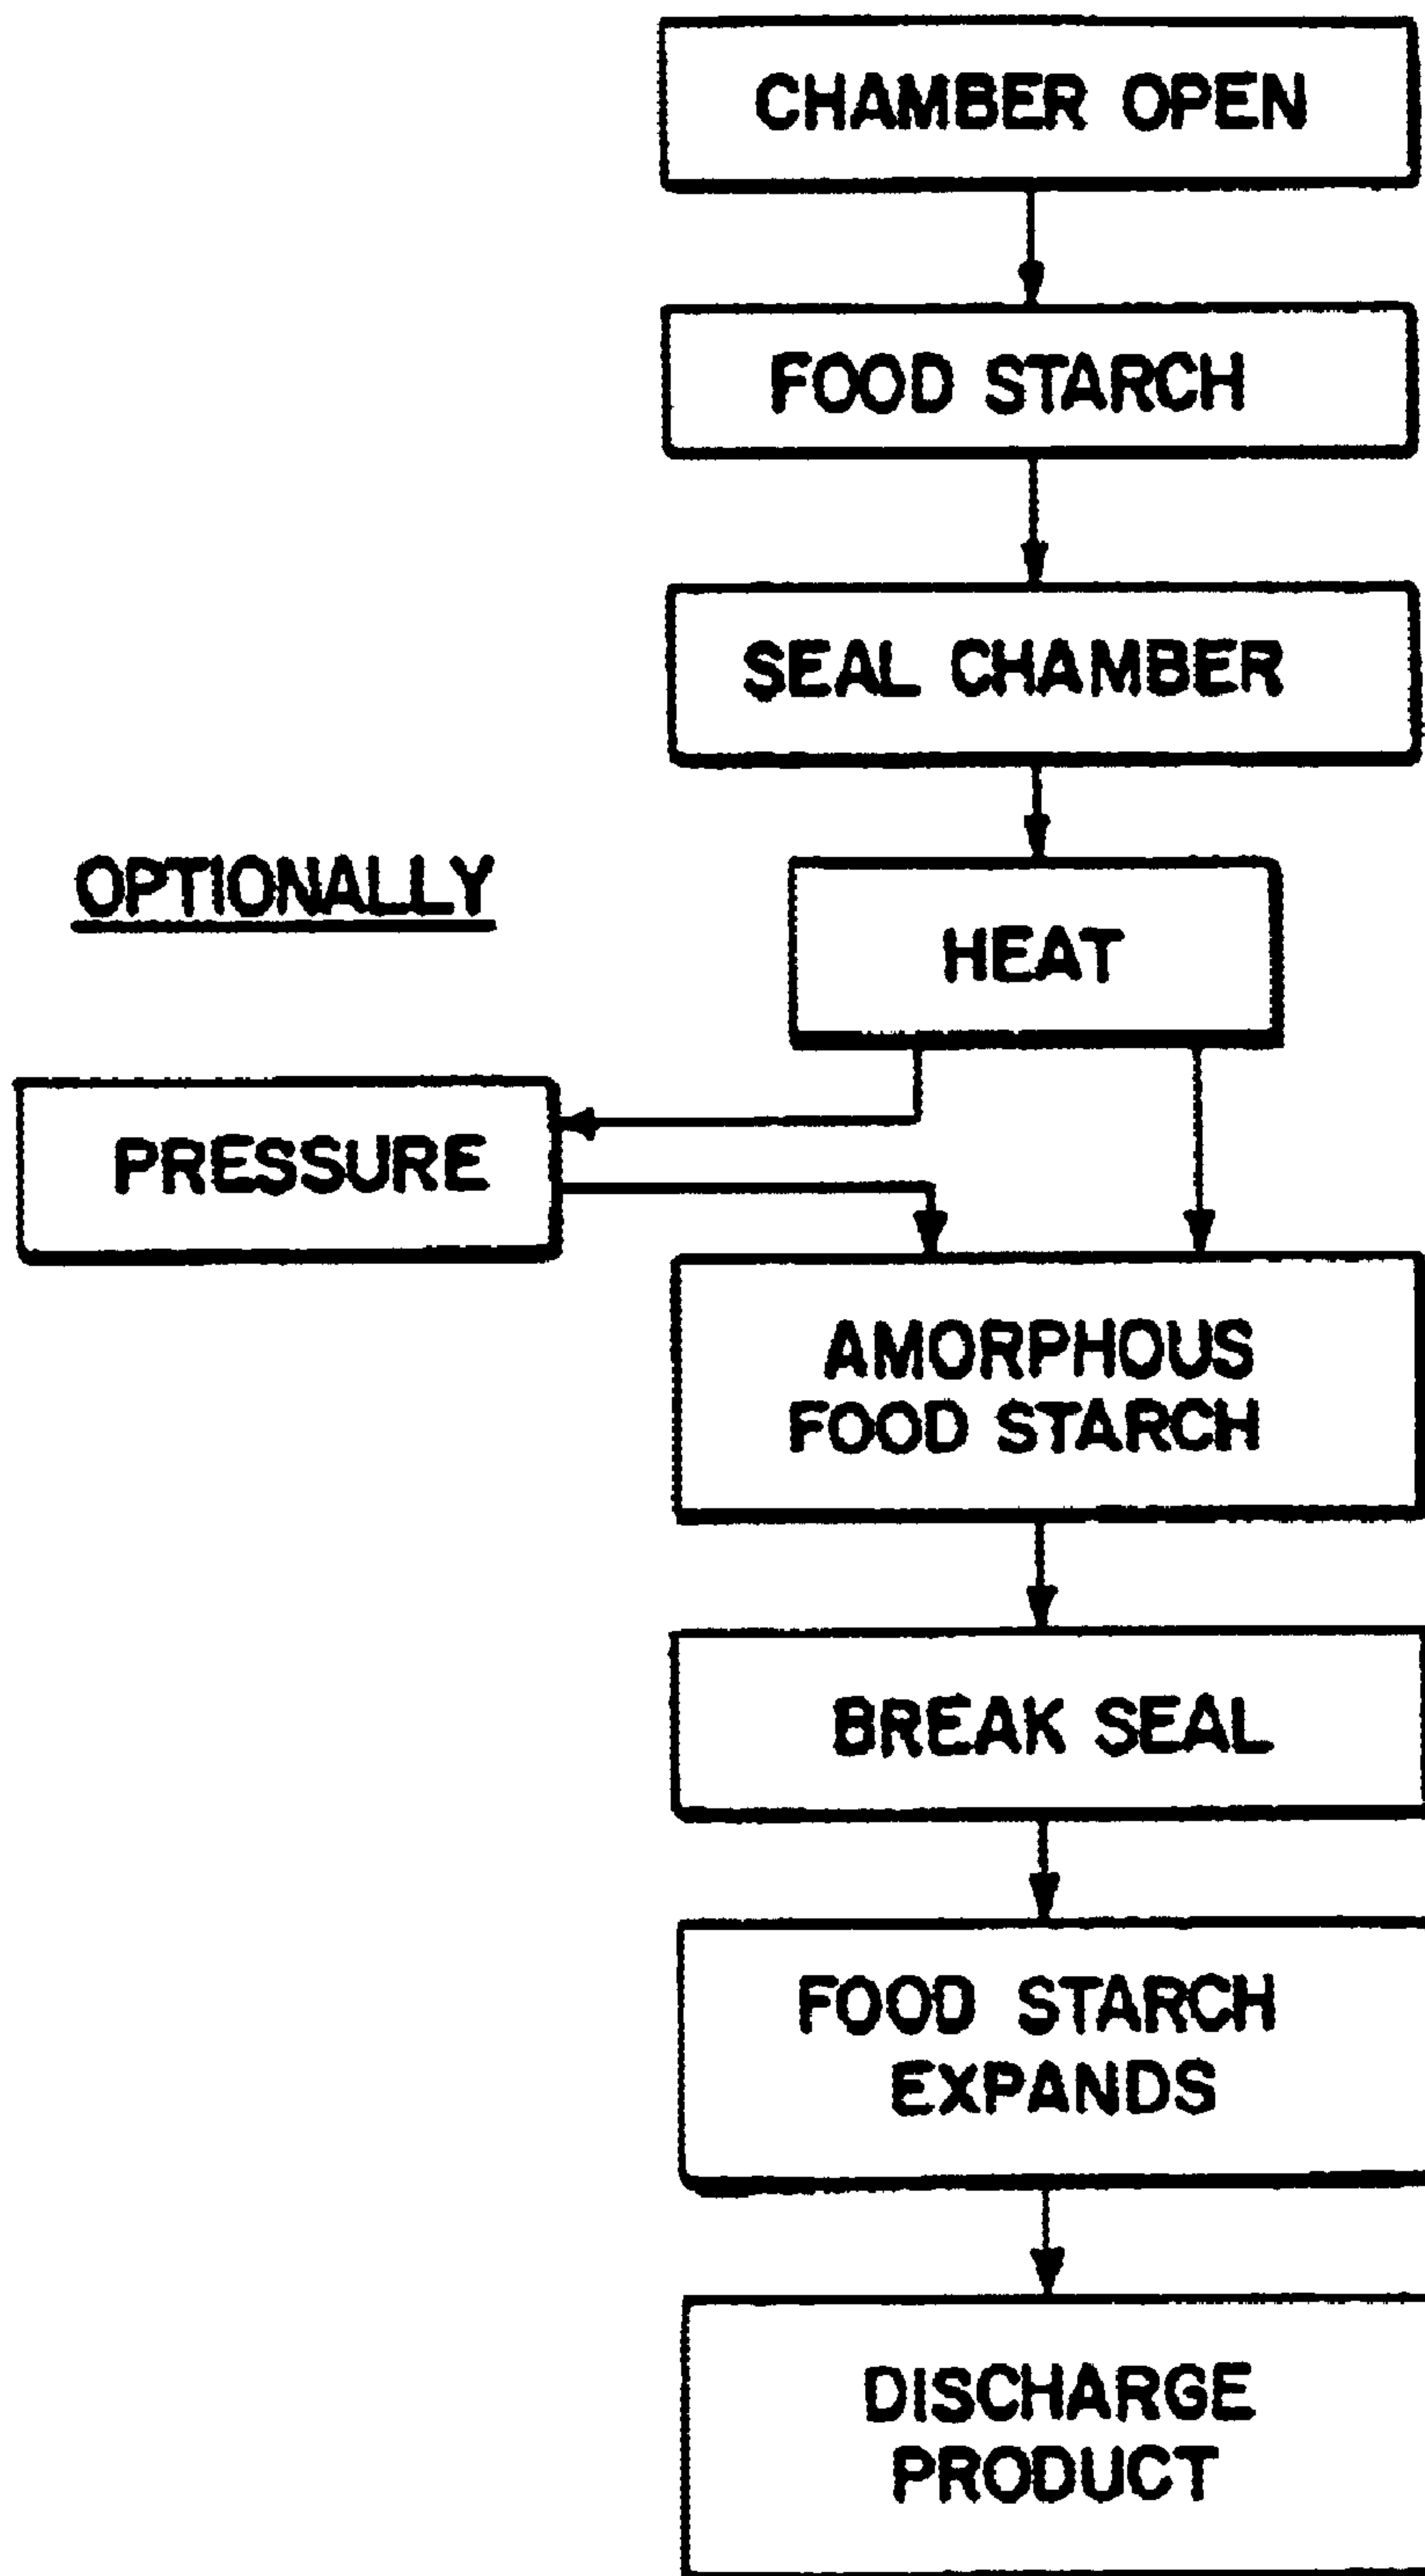 CHAMBER OPEN
FOOD STARCH
SEAL CHAMBER
OPTIONALLY
HEAT
PRESSURE
AMORPHOUS
FOOD STARCH
BREAK SEAL
FOOD STARCH
EXPANDS
DISCHARGE
PRODUCT